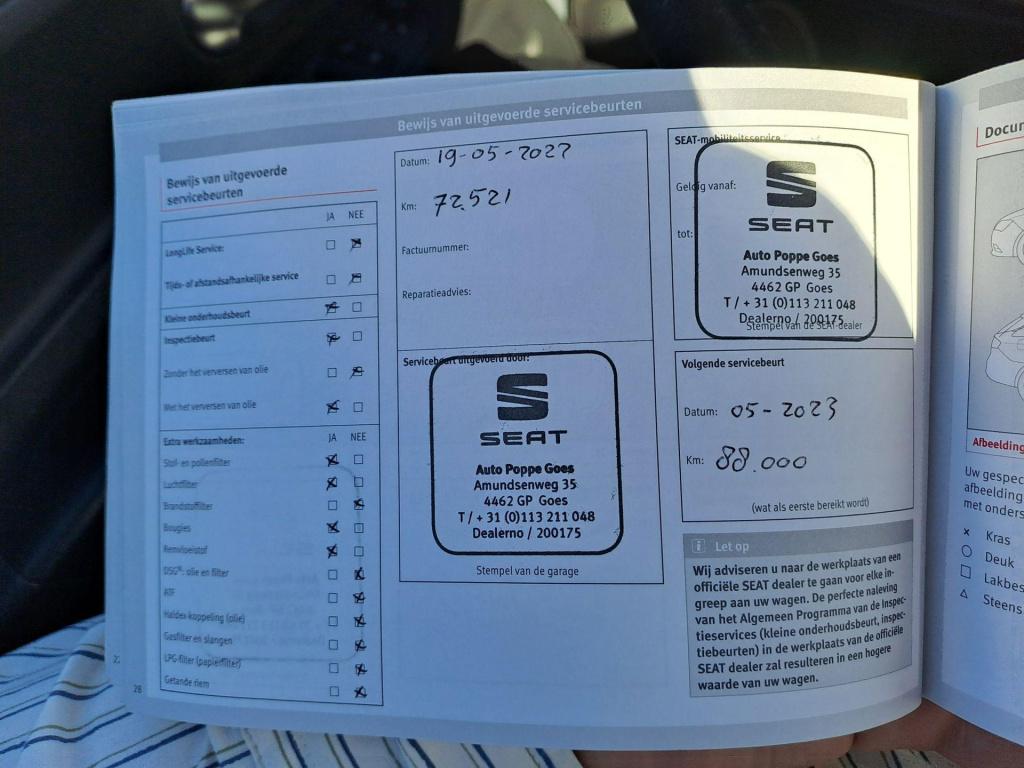 Bewijs van uitgevoerde servicebeurten
Bewijs van uitgevoerde
servicebeurten
JA NEE
LongLife Service:
Tijds- of afstandsafhankelijke service
Kleine onderhoudsbeurt
Inspectiebeurt
Zonder het verversen van olie
Met het verversen van olie
Extra werkzaamheden: JA NEE
Stof- en pollenfilter
Luchtfilter
Brandstoffilter
Bougies
Remvloeistof
DSG®: olie en filter
ATF
Haldex-koppeling (olie)
Gasfilter en slangen
LPG-filter (papierfilter)
Getande riem
28
Datum: 19-05-2022
Km: 72.521
Factuurnummer:
Reparatieadvies:
Servicebeurt uitgevoerd door:
SEAT
Auto Poppe Goes
Amundsenweg 35
4462 GP Goes
T / + 31 (0)113 211 048
Dealerno / 200175
Stempel van de garage
SEAT-mobiliteitsservice
Geldig vanaf:
tot:
SEAT
Auto Poppe Goes
Amundsenweg 35
4462 GP Goes
T / + 31 (0)113 211 048
Dealerno / 200175
Stempel van de SEAT-dealer
Volgende servicebeurt
Datum: 05-2023
Km: 88.000
(wat als eerste bereikt wordt)
i Let op
Wij adviseren u naar de werkplaats van een
officiële SEAT dealer te gaan voor elke in-
greep aan uw wagen. De perfecte naleving
van het Algemeen Programma van de Inspec-
tieservices (kleine onderhoudsbeurt, inspec-
tiebeurten) in de werkplaats van de officiële
SEAT dealer zal resulteren in een hogere
waarde van uw wagen.
Docum
Afbeelding
Uw gespec
afbeelding
met onders
× Kras
Deuk
Lakbes
Steens